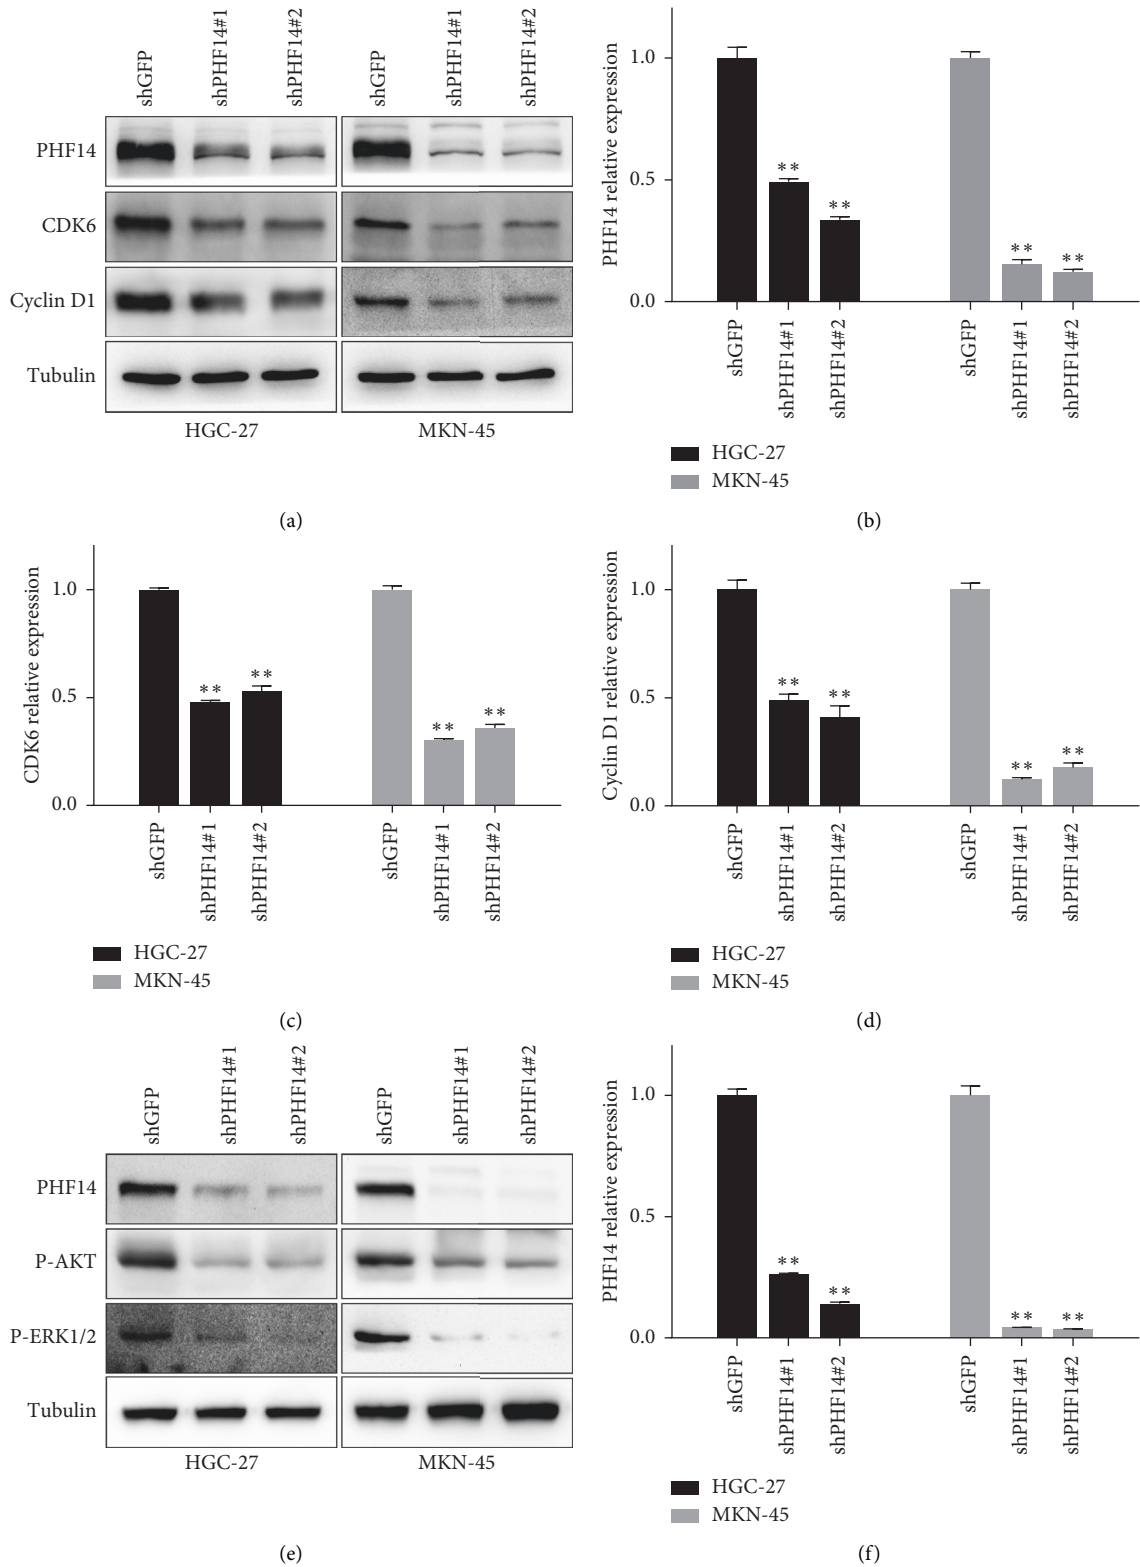 shGFP
shPHF14#1
shPHF14#2
shGFP
shPHF14#1
shPHF14#2
PHF14
CDK6
Cyclin D1
Tubulin
HGC-27 MKN-45
(a)
PHF14 relative expression
1.0
0.5
0.0
** ** ** **
shGFP
shPHF14#1
shPHF14#2
shGFP
shPHF14#1
shPHF14#2
HGC-27
MKN-45
(b)
CDK6 relative expression
1.0
0.5
0.0
** ** ** **
shGFP
shPHF14#1
shPHF14#2
shGFP
shPHF14#1
shPHF14#2
HGC-27
MKN-45
(c)
Cyclin D1 relative expression
1.0
0.5
0.0
** ** ** **
shGFP
shPHF14#1
shPHF14#2
shGFP
shPHF14#1
shPHF14#2
HGC-27
MKN-45
(d)
shGFP
shPHF14#1
shPHF14#2
shGFP
shPHF14#1
shPHF14#2
PHF14
P-AKT
P-ERK1/2
Tubulin
HGC-27 MKN-45
(e)
PHF14 relative expression
1.0
0.5
0.0
** ** ** **
shGFP
shPHF14#1
shPHF14#2
shGFP
shPHF14#1
shPHF14#2
HGC-27
MKN-45
(f)